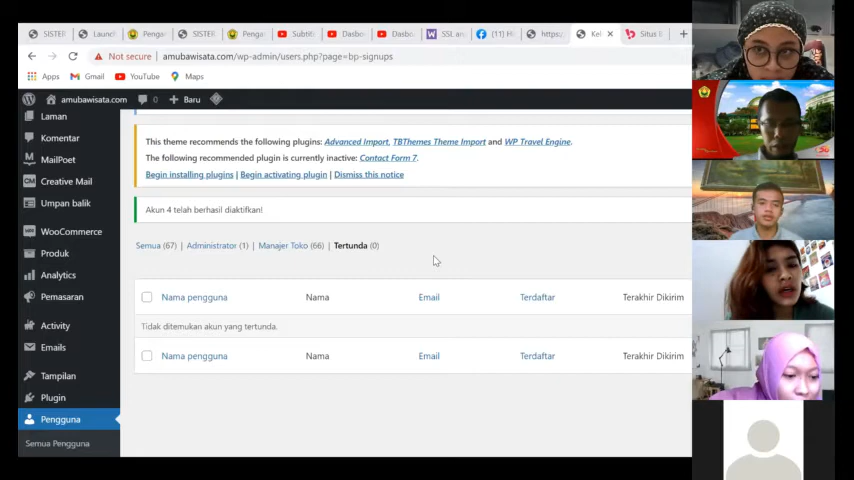 SISTER
Launc
Pengar
SISTER
Pengar
Subtitl
Dasbo
Dasbo
SSL an
(11) H
https:/
Kel
Situs B
Not secure
amubawisata.com/wp-admin/users.php?page=bp-signups
Apps
Gmail
YouTube
Maps
amubawisata.com
0
Baru
Laman
Komentar
MailPoet
Creative Mail
Umpan balik
WooCommerce
Produk
Analytics
Pemasaran
Activity
Emails
Tampilan
Plugin
Pengguna
Semua Pengguna
This theme recommends the following plugins: Advanced Import, TBThemes Theme Import and WP Travel Engine.
The following recommended plugin is currently inactive: Contact Form 7.
Begin installing plugins | Begin activating plugin | Dismiss this notice
Akun 4 telah berhasil diaktifkan!
Semua (67) | Administrator (1) | Manajer Toko (66) | Tertunda (0)
Nama pengguna Nama Email Terdaftar Terakhir Dikirim
Tidak ditemukan akun yang tertunda.
Nama pengguna Nama Email Terdaftar Terakhir Dikirim